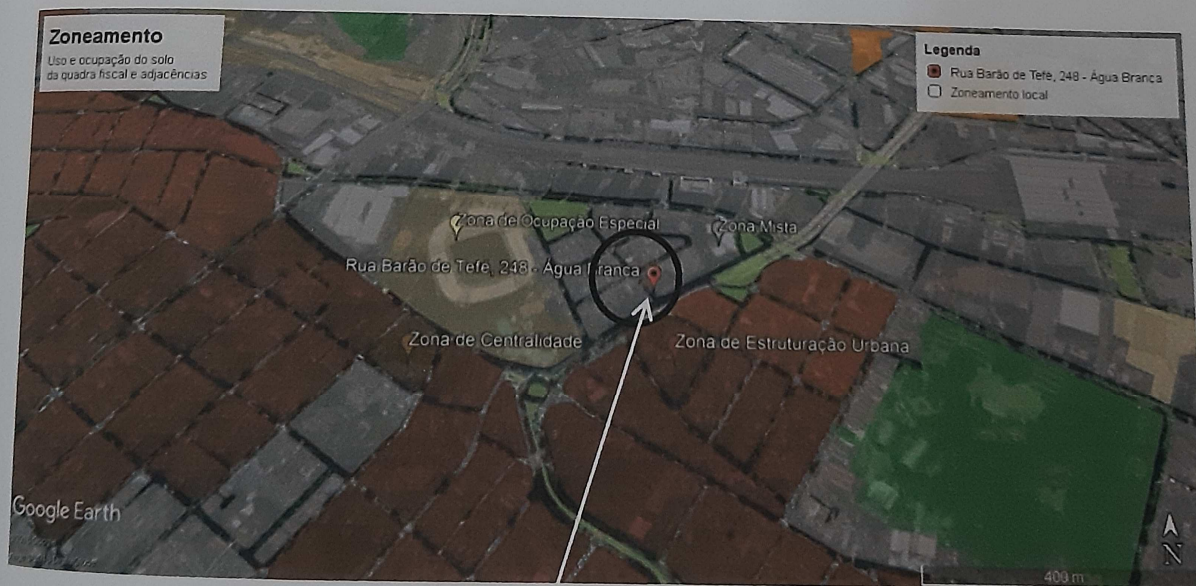 Zoneamento
Uso e ocupação do solo
da quadra fiscal e adjacências
Legenda
Rua Barão de Tefe, 248 - Água Branca
Zoneamento local
Zona de Ocupação Especial
Zona Mista
Rua Barão de Tefe, 248 - Água Branca
Zona de Centralidade
Zona de Estruturação Urbana
Google Earth
N
400 m